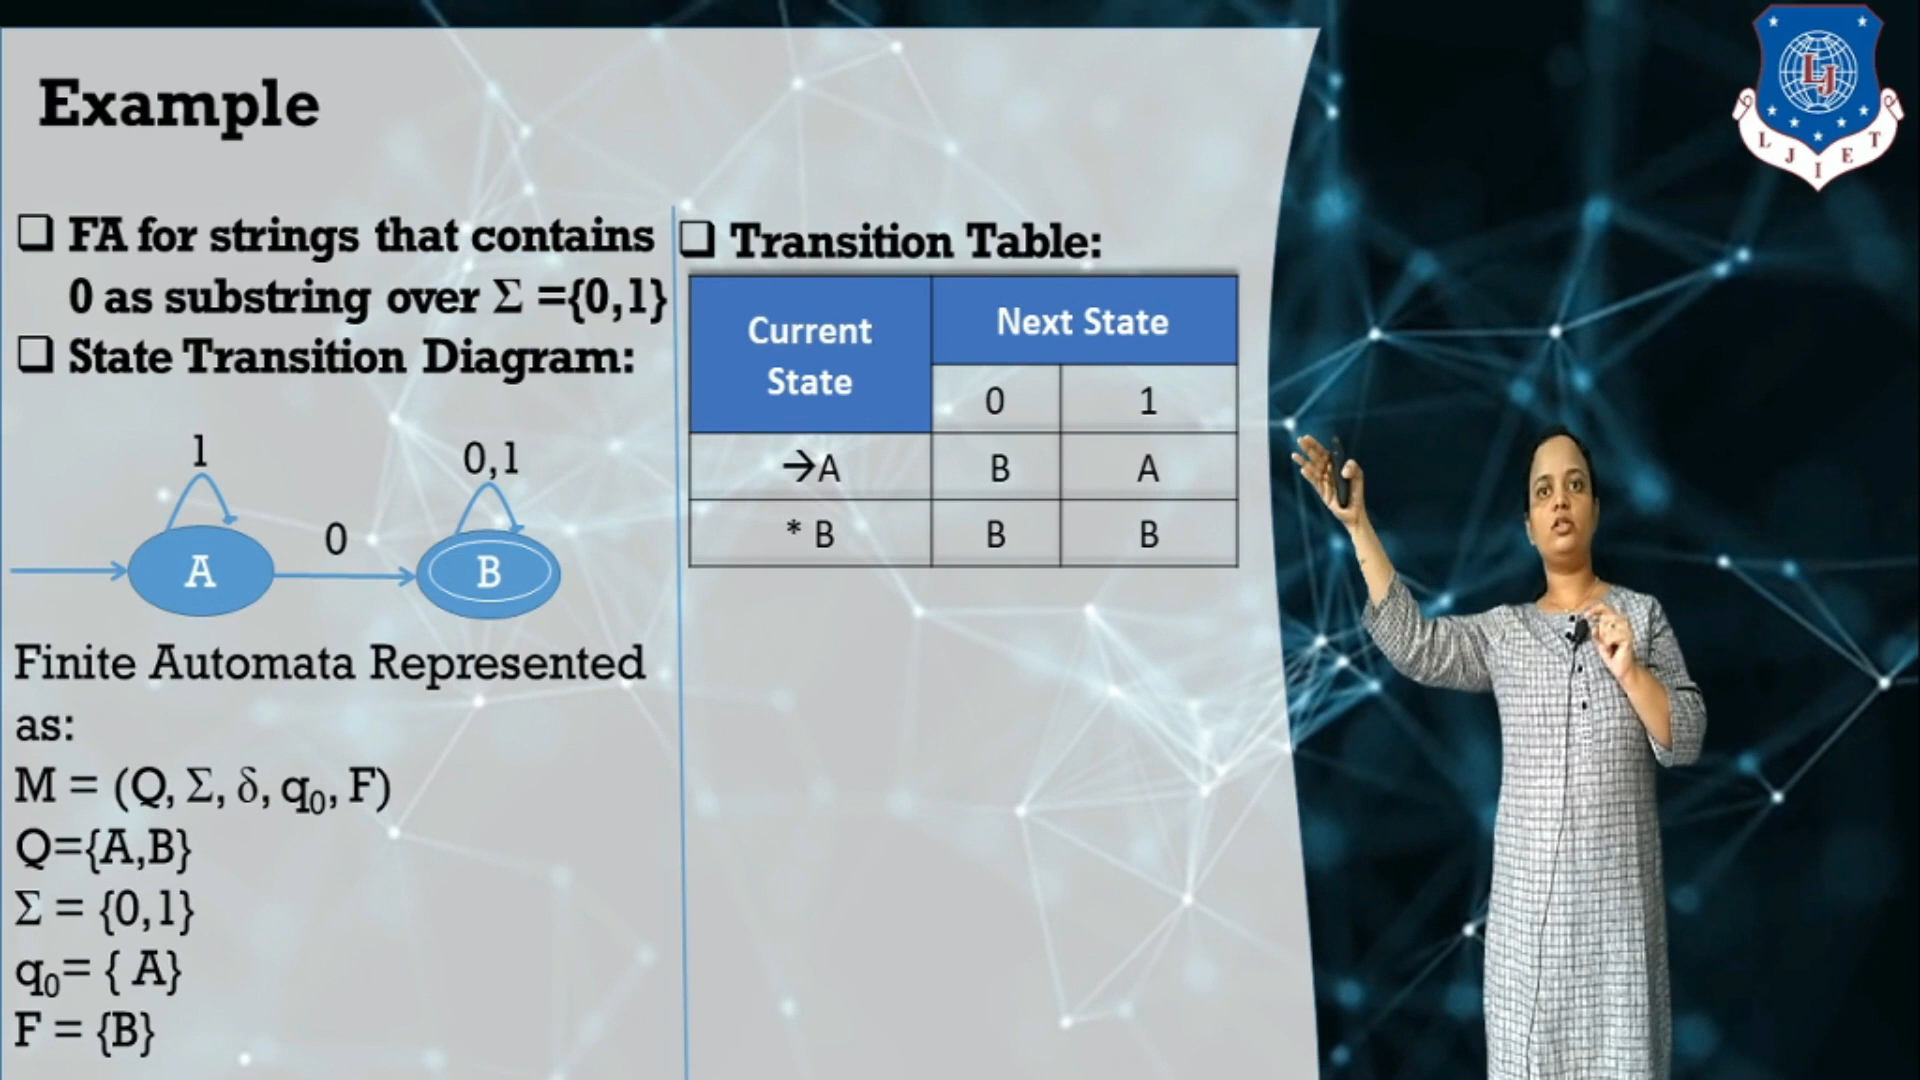 Example
❑ FA for strings that contains
0 as substring over Σ ={0,1}
❑ State Transition Diagram:
1
0,1
0
A
B
Finite Automata Represented
as:
M = (Q, Σ, δ, q₀, F)
Q={A,B}
Σ = {0,1}
q₀= { A}
F = {B}
❑ Transition Table:
Current State Next State
0 1
→A B A
* B B B
LJ
L J I E T